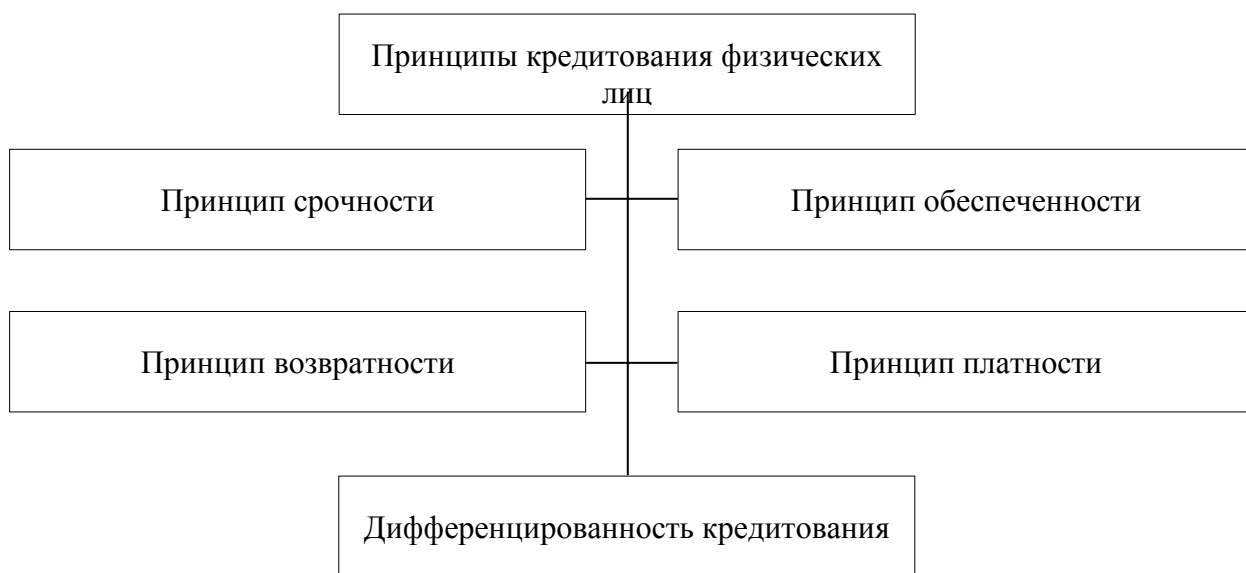 Принципы кредитования физических
лиц
Принцип срочности
Принцип обеспеченности
Принцип возвратности
Принцип платности
Дифференцированность кредитования